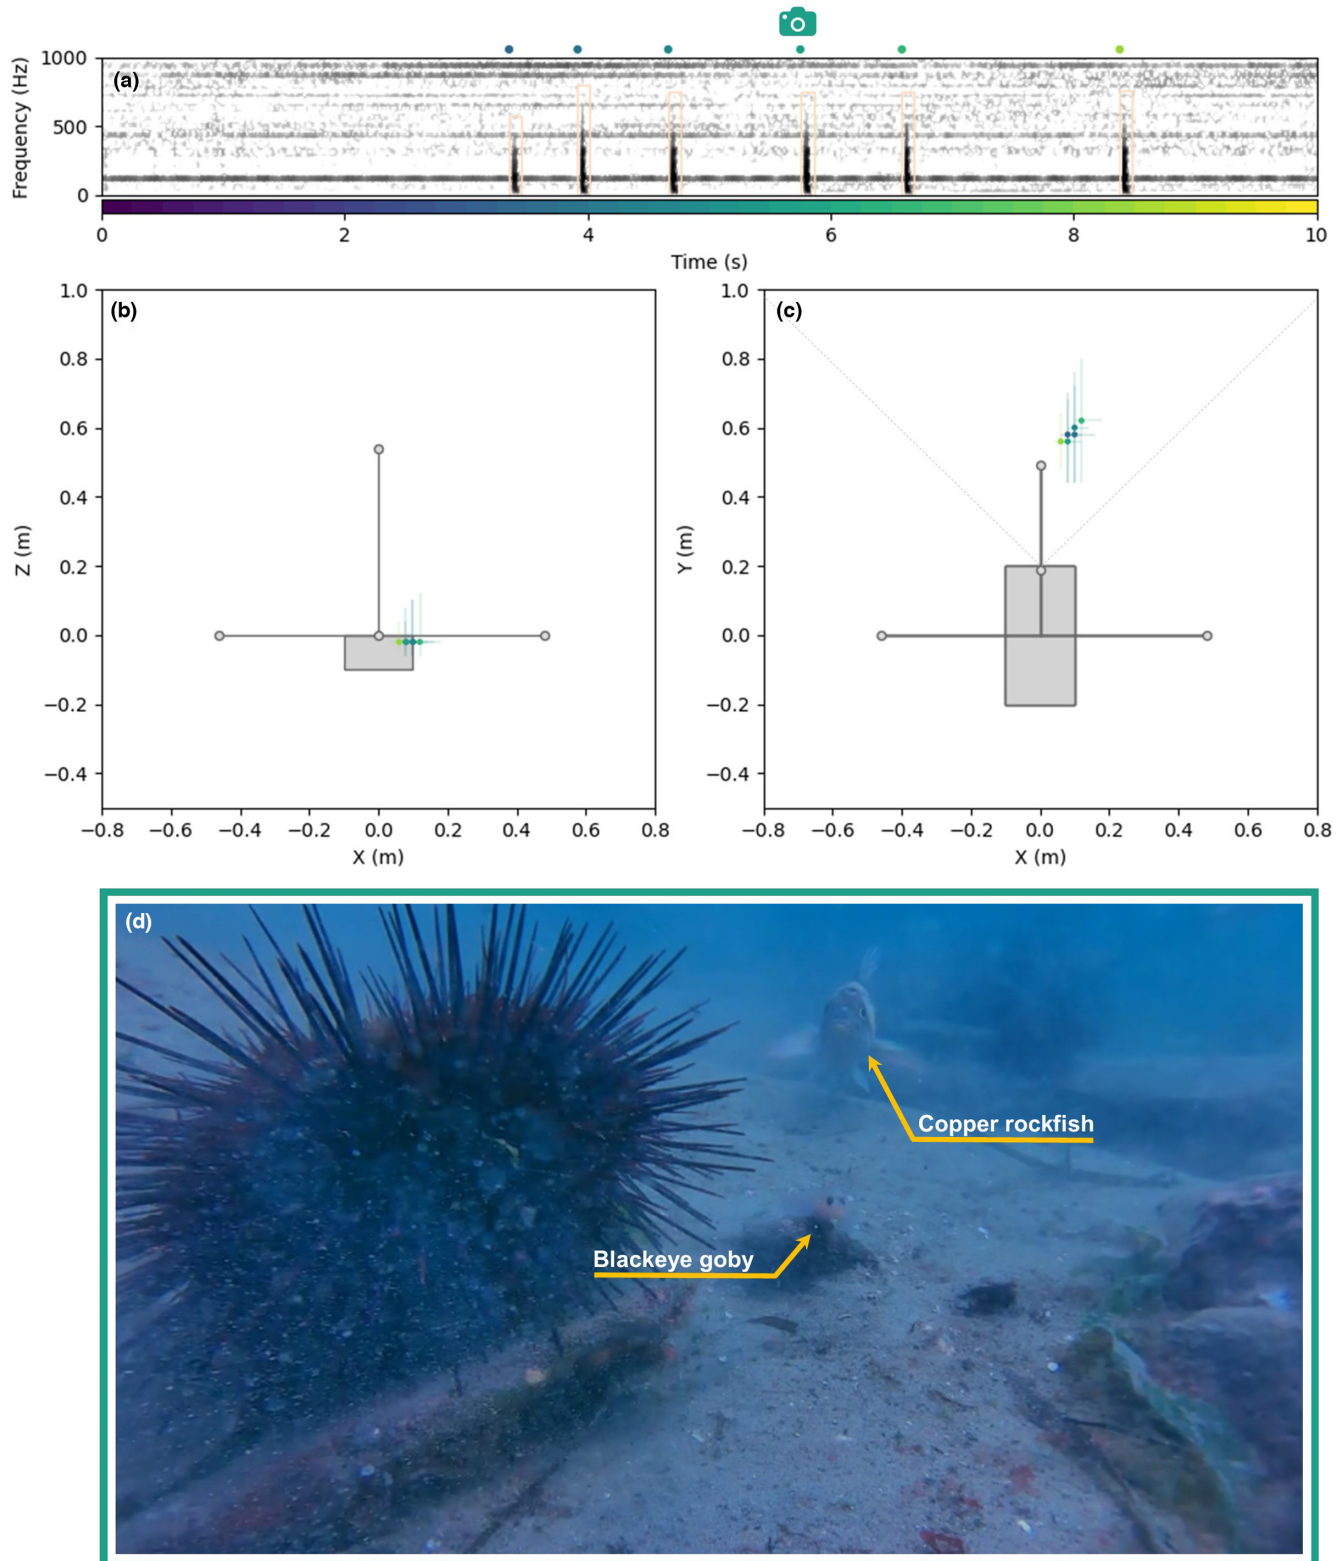 1000
(a)
500
0
Frequency (Hz)
0 2 4 6 8 10
Time (s)
(b)
1.0
0.8
0.6
0.4
0.2
0.0
−0.2
−0.4
Z (m)
−0.8 −0.6 −0.4 −0.2 0.0 0.2 0.4 0.6 0.8
X (m)
(c)
1.0
0.8
0.6
0.4
0.2
0.0
−0.2
−0.4
Y (m)
−0.8 −0.6 −0.4 −0.2 0.0 0.2 0.4 0.6 0.8
X (m)
(d)
Copper rockfish
Blackeye goby